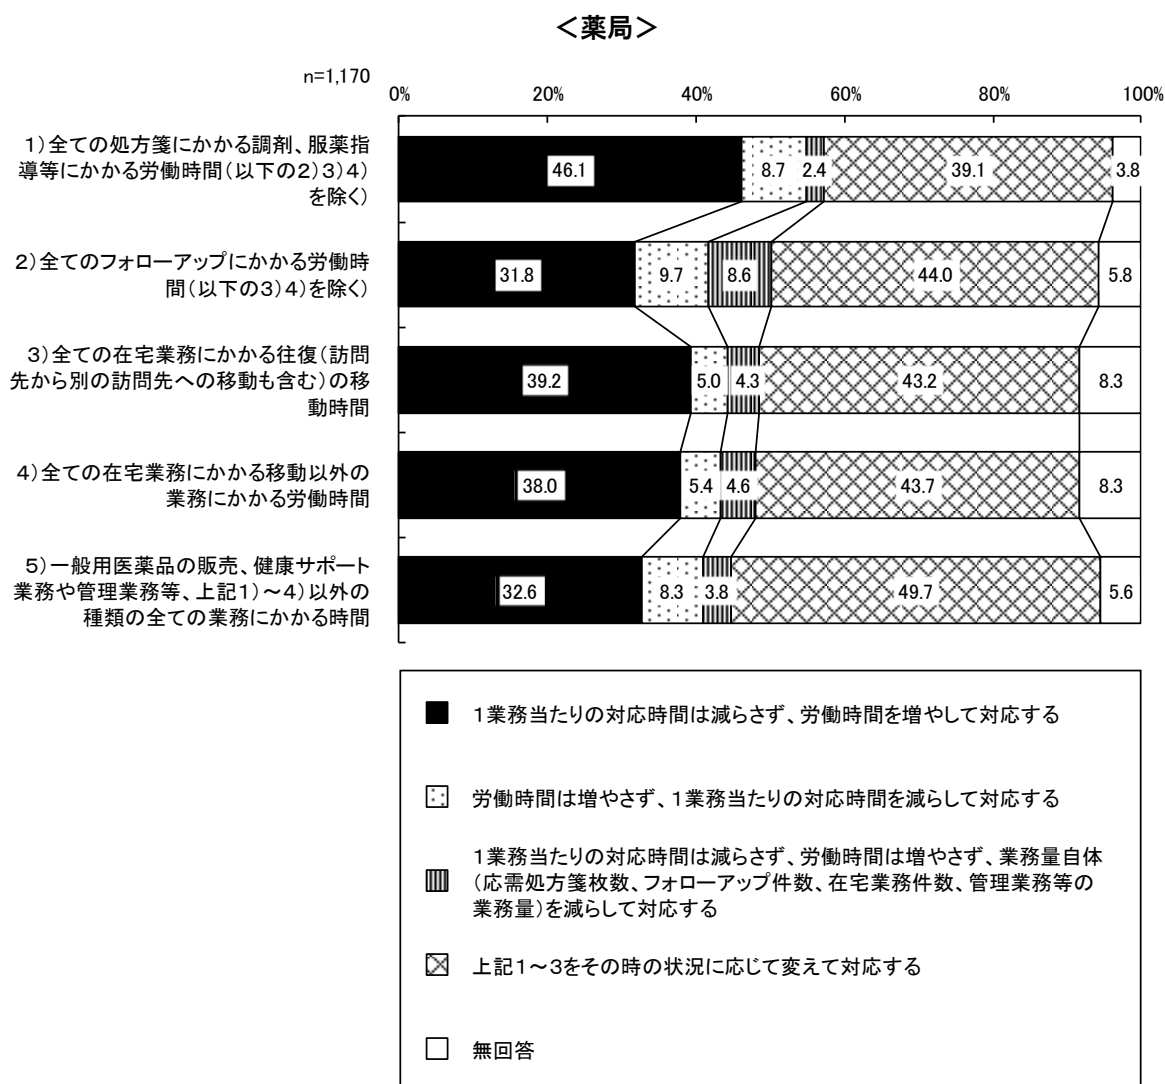 ＜薬局＞
n=1,170
0% 20% 40% 60% 80% 100%
1)全ての処方箋にかかる調剤、服薬指
導等にかかる労働時間(以下の2)3)4)
を除く)
46.1 8.7 2.4 39.1 3.8
2)全てのフォローアップにかかる労働時
間(以下の3)4)を除く)
31.8 9.7 8.6 44.0 5.8
3)全ての在宅業務にかかる往復(訪問
先から別の訪問先への移動も含む)の移
動時間
39.2 5.0 4.3 43.2 8.3
4)全ての在宅業務にかかる移動以外の
業務にかかる労働時間
38.0 5.4 4.6 43.7 8.3
5)一般用医薬品の販売、健康サポート
業務や管理業務等、上記1)～4)以外の
種類の全ての業務にかかる時間
32.6 8.3 3.8 49.7 5.6
1業務当たりの対応時間は減らさず、労働時間を増やして対応する
労働時間は増やさず、1業務当たりの対応時間を減らして対応する
1業務当たりの対応時間は減らさず、労働時間は増やさず、業務量自体
(応需処方箋枚数、フォローアップ件数、在宅業務件数、管理業務等の
業務量)を減らして対応する
上記1～3をその時の状況に応じて変えて対応する
無回答